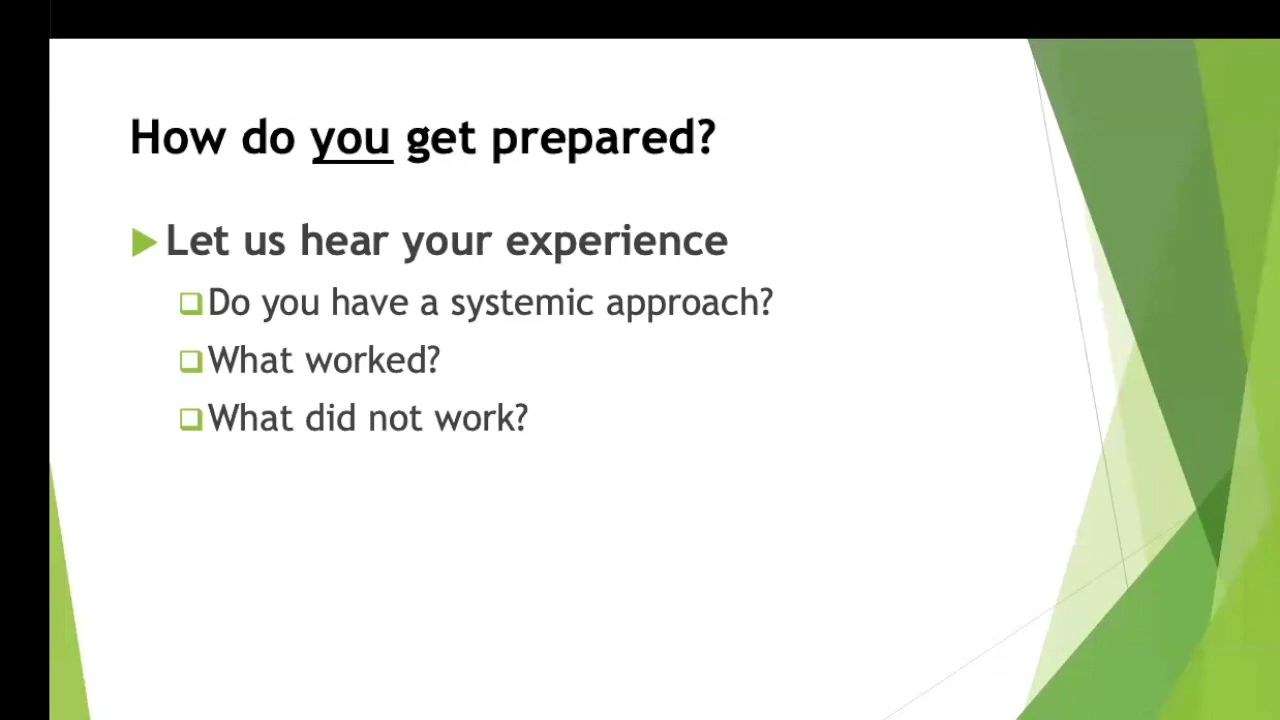 How do you get prepared?
Let us hear your experience
Do you have a systemic approach?
What worked?
What did not work?